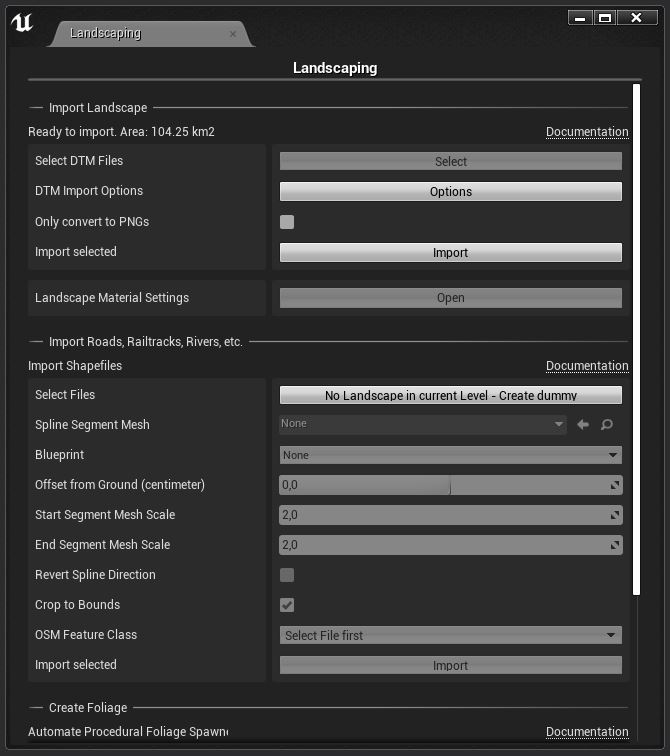 Landscaping
Landscaping
Import Landscape
Ready to import. Area: 104.25 km2 Documentation
Select DTM Files Select
DTM Import Options Options
Only convert to PNGs
Import selected Import
Landscape Material Settings Open
Import Roads, Railtracks, Rivers, etc.
Import Shapefiles Documentation
Select Files No Landscape in current Level - Create dummy
Spline Segment Mesh None
Blueprint None
Offset from Ground (centimeter) 0,0
Start Segment Mesh Scale 2,0
End Segment Mesh Scale 2,0
Revert Spline Direction
Crop to Bounds
OSM Feature Class Select File first
Import selected Import
Create Foliage
Automate Procedural Foliage Spawne Documentation